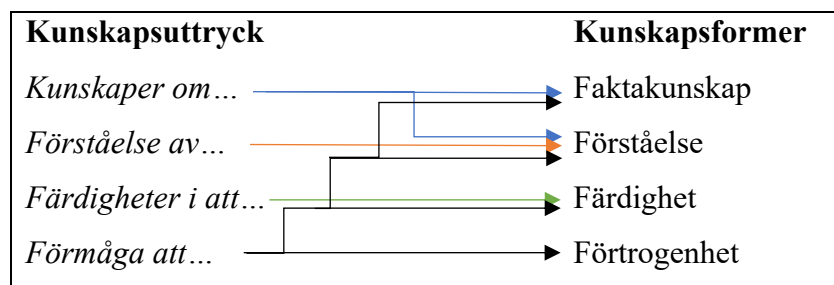 Kunskapsuttryck Kunskapsformer
Kunskaper om… Faktakunskap
Förståelse av… Förståelse
Färdigheter i att… Färdighet
Förmåga att… Förtrogenhet